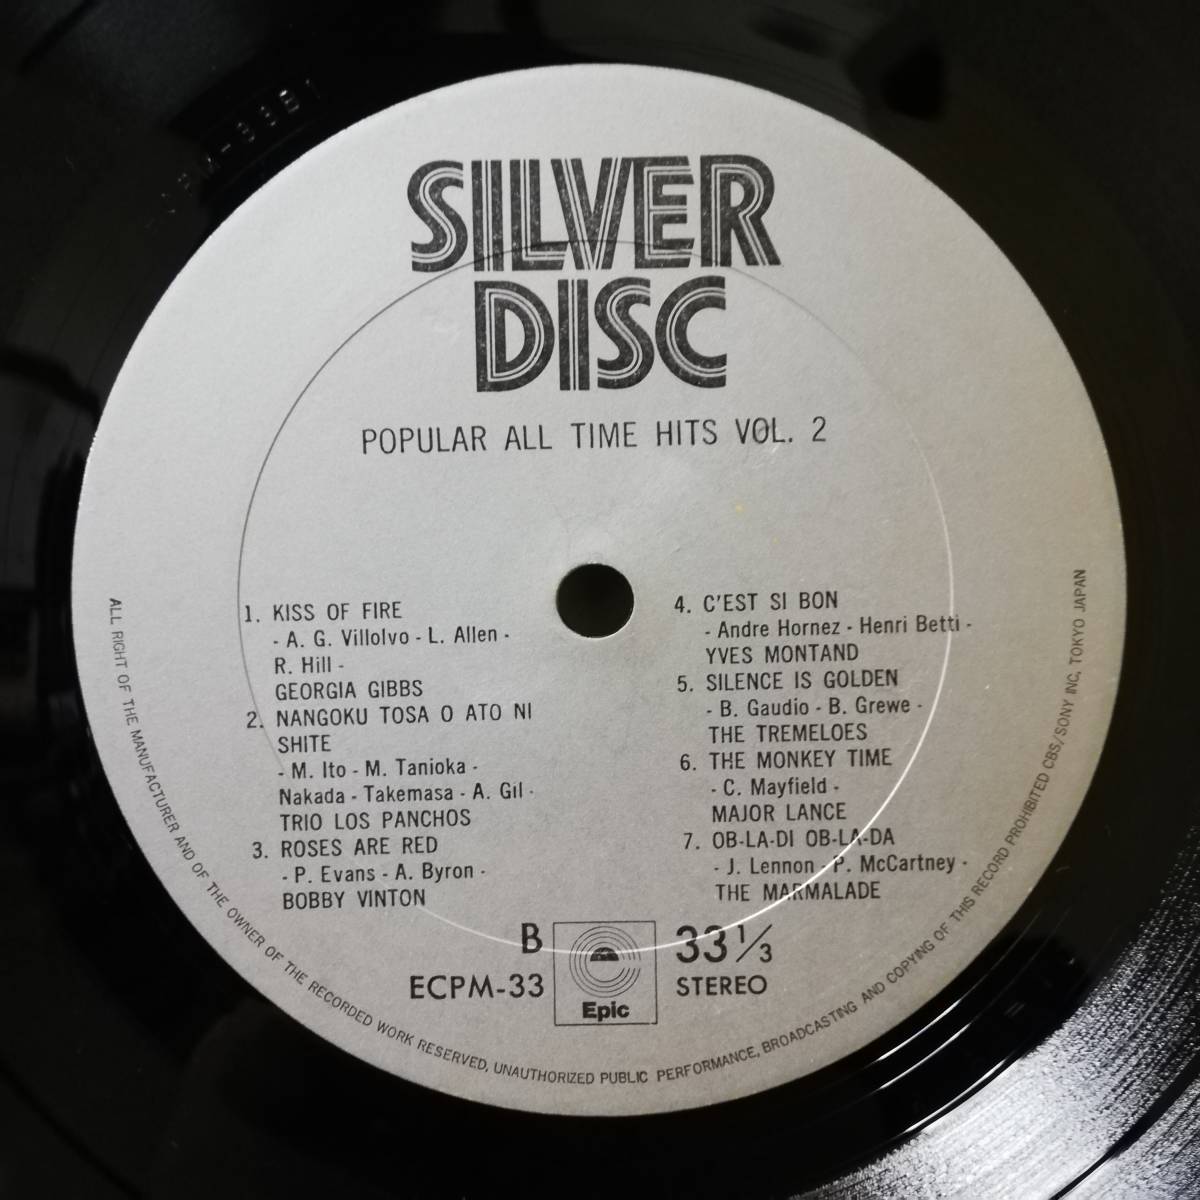 SILVER
DISC
POPULAR ALL TIME HITS VOL. 2
1. KISS OF FIRE
- A. G. Villolvo - L. Allen -
R. Hill -
GEORGIA GIBBS
2. NANGOKU TOSA O ATO NI
SHITE
- M. Ito - M. Tanioka -
Nakada - Takemasa - A. Gil -
TRIO LOS PANCHOS
3. ROSES ARE RED
- P. Evans - A. Byron -
BOBBY VINTON
4. C'EST SI BON
- Andre Hornez - Henri Betti -
YVES MONTAND
5. SILENCE IS GOLDEN
- B. Gaudio - B. Grewe -
THE TREMELOES
6. THE MONKEY TIME
- C. Mayfield -
MAJOR LANCE
7. OB-LA-DI OB-LA-DA
- J. Lennon - P. McCartney -
THE MARMALADE
B
ECPM-33
Epic
33 1/3
STEREO
ALL RIGHT OF THE MANUFACTURER AND OF THE OWNER OF THE RECORDED WORK RESERVED, UNAUTHORIZED PUBLIC PERFORMANCE, BROADCASTING AND COPYING OF THIS RECORD PROHIBITED CBS/SONY INC, TOKYO JAPAN